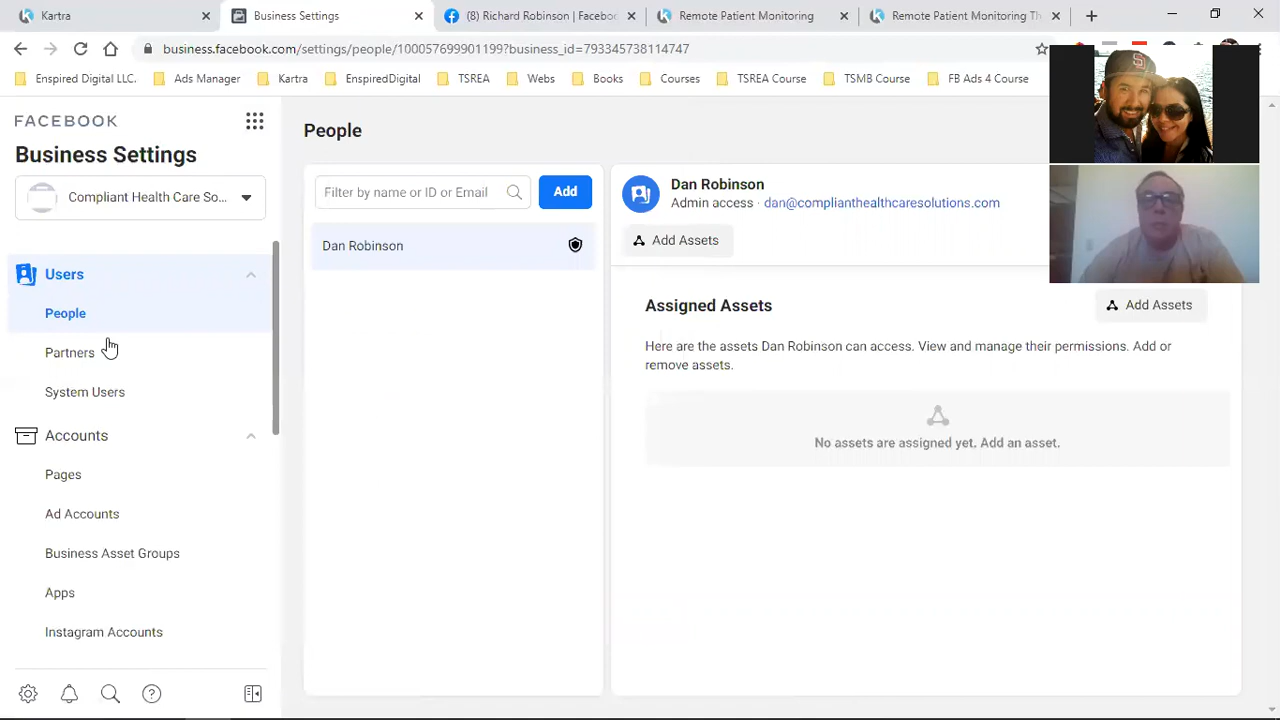 Kartra
Business Settings
(8) Richard Robinson | Facebo
Remote Patient Monitoring
Remote Patient Monitoring Th
business.facebook.com/settings/people/100057999901199?business_id=793345738114747
Enspired Digital LLC.
Ads Manager
Kartra
EnspiredDigital
TSREA
Webs
Books
Courses
TSREA Course
TSMB Course
FB Ads 4 Course
FACEBOOK
Business Settings
Compliant Health Care So...
Users
People
Partners
System Users
Accounts
Pages
Ad Accounts
Business Asset Groups
Apps
Instagram Accounts
People
Filter by name or ID or Email
Add
Dan Robinson
Dan Robinson
Admin access · dan@complianthealthcaresolutions.com
Add Assets
Assigned Assets
Add Assets
Here are the assets Dan Robinson can access. View and manage their permissions. Add or
remove assets.
No assets are assigned yet. Add an asset.